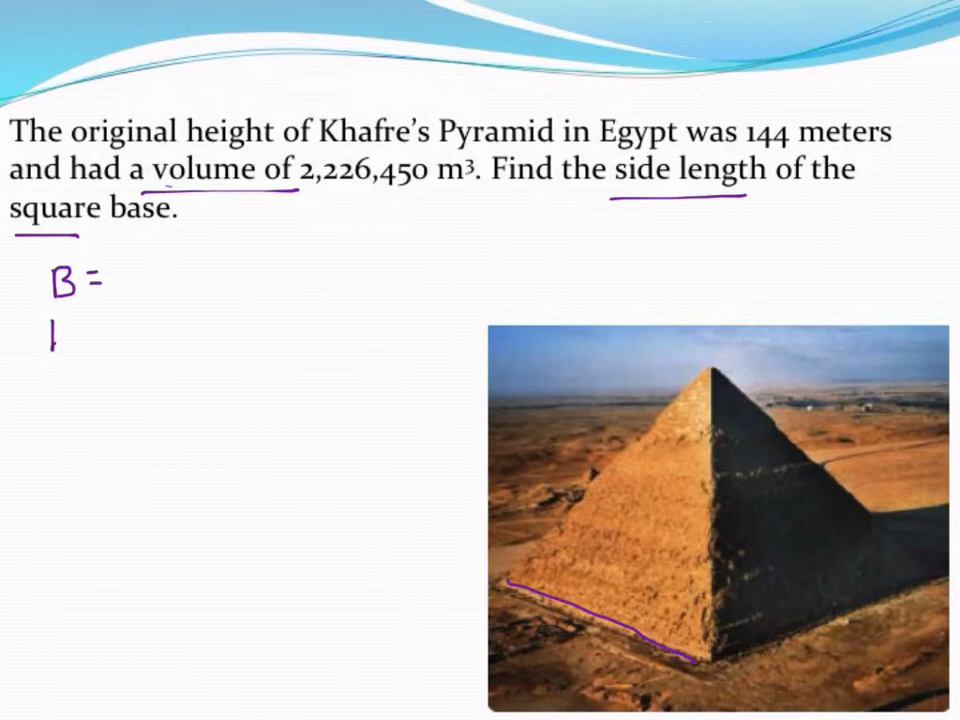 The original height of Khafre's Pyramid in Egypt was 144 meters
and had a volume of 2,226,450 m³. Find the side length of the
square base.
B =